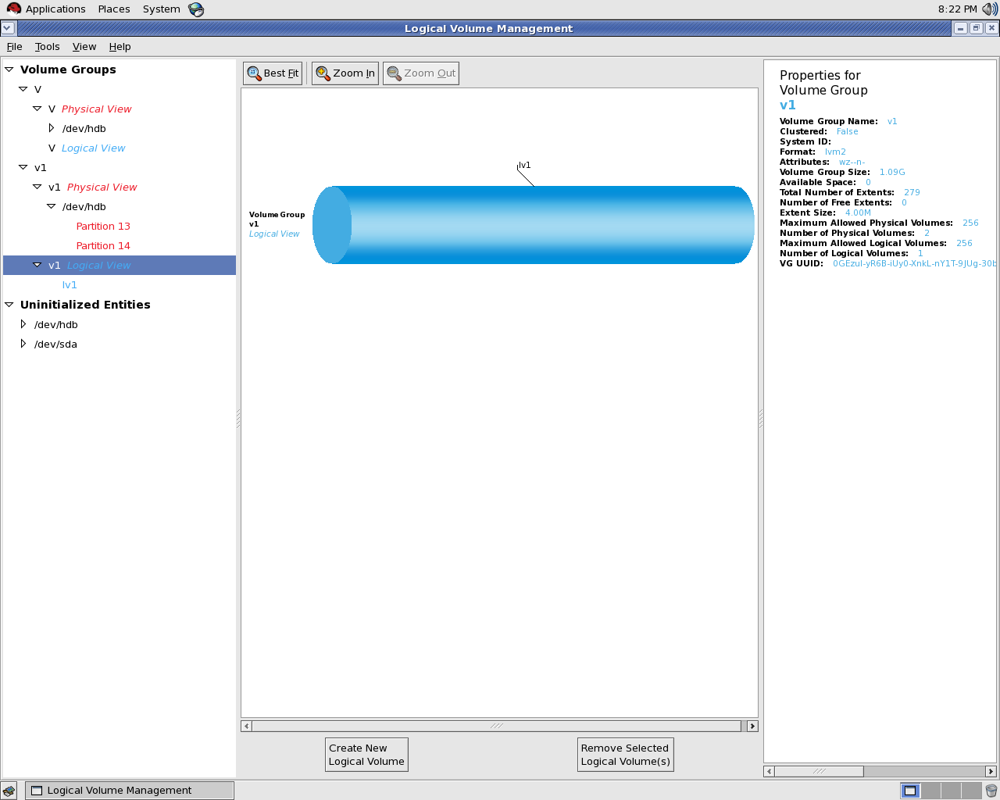 Applications Places System 8:22 PM
Logical Volume Management
File Tools View Help
Volume Groups
V
V Physical View
/dev/hdb
V Logical View
v1
v1 Physical View
/dev/hdb
Partition 13
Partition 14
v1 Logical View
lv1
Uninitialized Entities
/dev/hdb
/dev/sda
Best Fit Zoom In Zoom Out
lv1
Volume Group
v1
Logical View
Create New
Logical Volume
Remove Selected
Logical Volume(s)
Properties for
Volume Group
v1
Volume Group Name: v1
Clustered: False
System ID:
Format: lvm2
Attributes: wz--n-
Volume Group Size: 1.09G
Available Space: 0
Total Number of Extents: 279
Number of Free Extents: 0
Extent Size: 4.00M
Maximum Allowed Physical Volumes: 256
Number of Physical Volumes: 2
Maximum Allowed Logical Volumes: 256
Number of Logical Volumes: 1
VG UUID: 0GEzul-yR6B-iUy0-XnkL-nY1T-9JUg-30b
Logical Volume Management